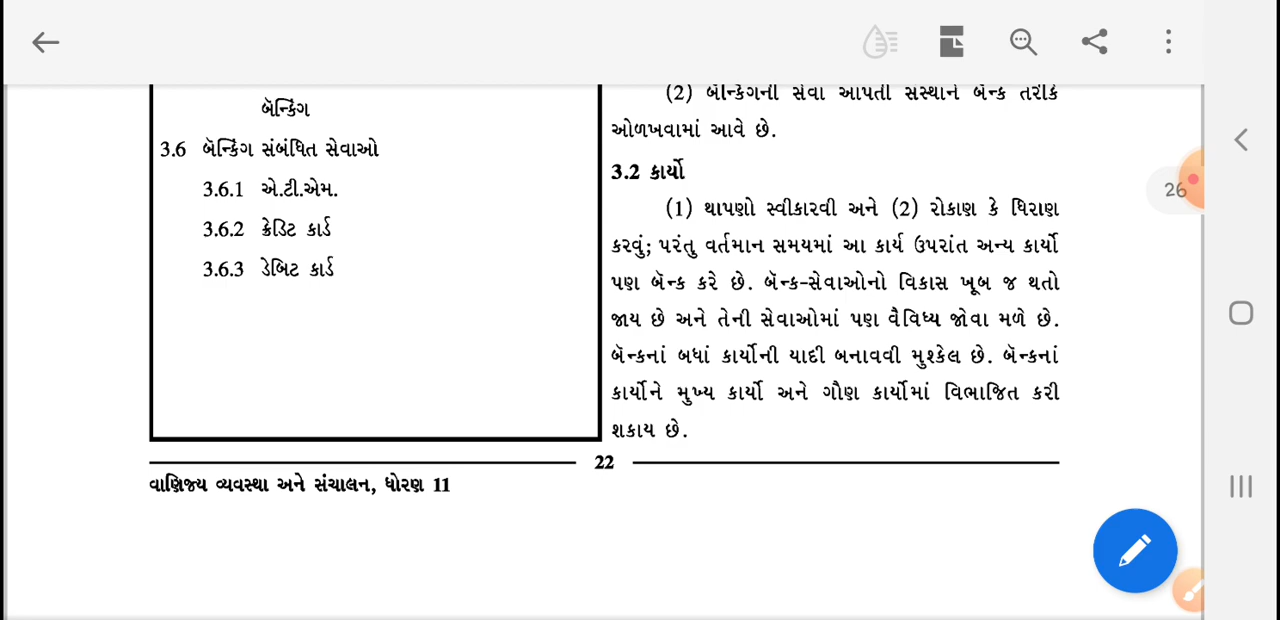 બૅન્કિંગ
3.6 બૅન્કિંગ સંબંધિત સેવાઓ
3.6.1 એ.ટી.એમ.
3.6.2 ક્રેડિટ કાર્ડ
3.6.3 ડેબિટ કાર્ડ
(2) બૅન્કિંગની સેવા આપતી સંસ્થાને બૅન્ક તરીકે
ઓળખવામાં આવે છે.
3.2 કાર્યો
(1) થાપણો સ્વીકારવી અને (2) રોકાણ કે ધિરાણ
કરવું; પરંતુ વર્તમાન સમયમાં આ કાર્ય ઉપરાંત અન્ય કાર્યો
પણ બૅન્ક કરે છે. બૅન્ક-સેવાઓનો વિકાસ ખૂબ જ થતો
જાય છે અને તેની સેવાઓમાં પણ વૈવિધ્ય જોવા મળે છે.
બૅન્કનાં બધાં કાર્યોની યાદી બનાવવી મુશ્કેલ છે. બૅન્કનાં
કાર્યોને મુખ્ય કાર્યો અને ગૌણ કાર્યોમાં વિભાજિત કરી
શકાય છે.
26
22
વાણિજ્ય વ્યવસ્થા અને સંચાલન, ધોરણ 11